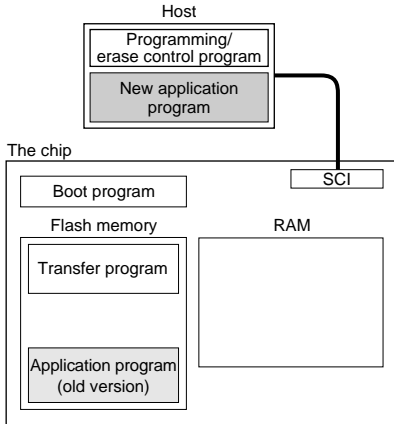 Host
Programming/
erase control program
New application
program
The chip
SCI
Boot program
Flash memory
RAM
Transfer program
Application program
(old version)